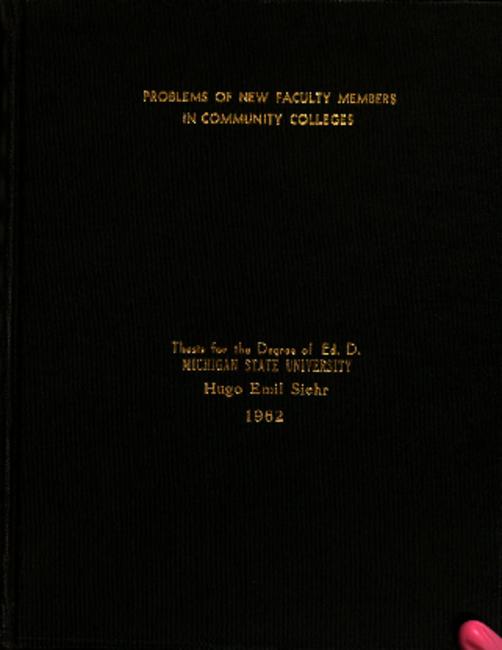 PROBLEMS OF NEW FACULTY MEMBERS
IN COMMUNITY COLLEGES
Thesis for the Degree of Ed. D.
MICHIGAN STATE UNIVERSITY
Hugo Emil Siehr
1962